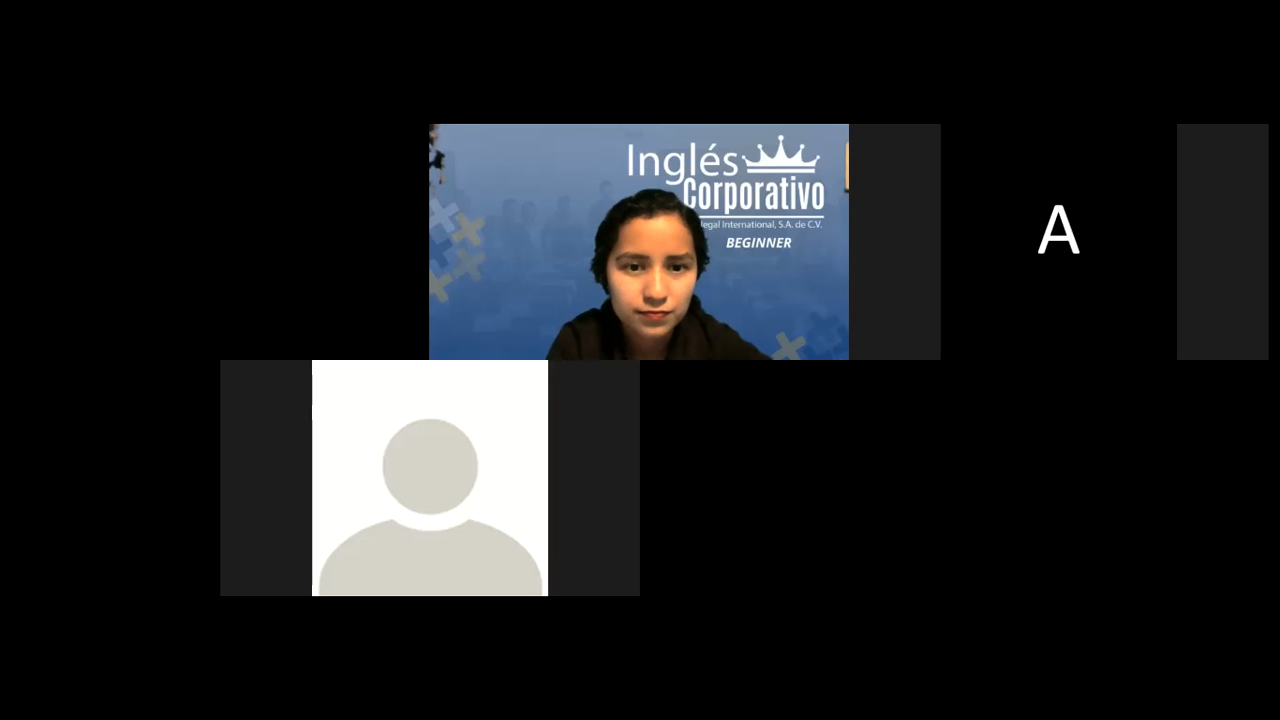 Inglés
Corporativo
legal International, S.A. de C.V.
BEGINNER
A